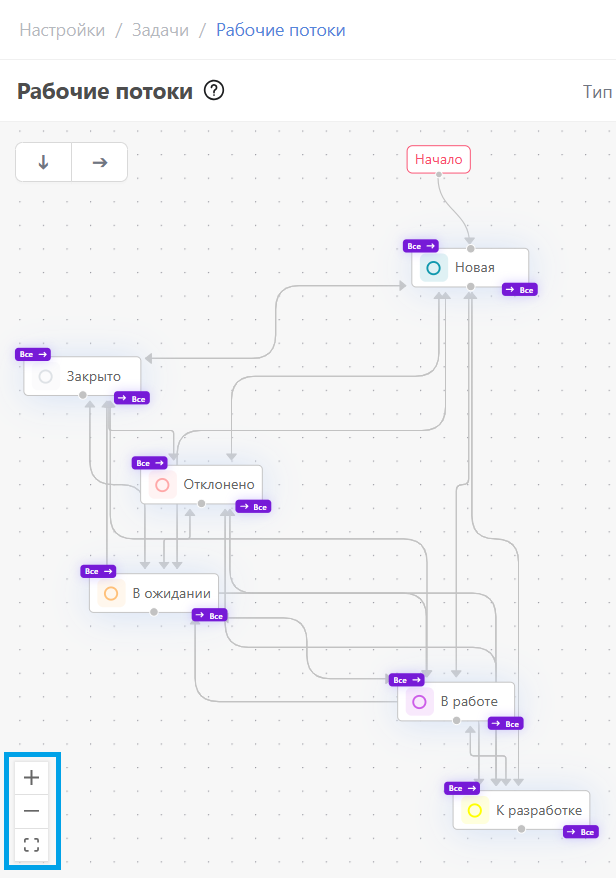 Настройки / Задачи / Рабочие потоки
Рабочие потоки ?
Тип
Начало
Все →
Новая
→ Все
Все →
Закрыто
→ Все
Все →
Отклонено
→ Все
Все →
В ожидании
→ Все
Все →
В работе
→ Все
Все →
К разработке
→ Все